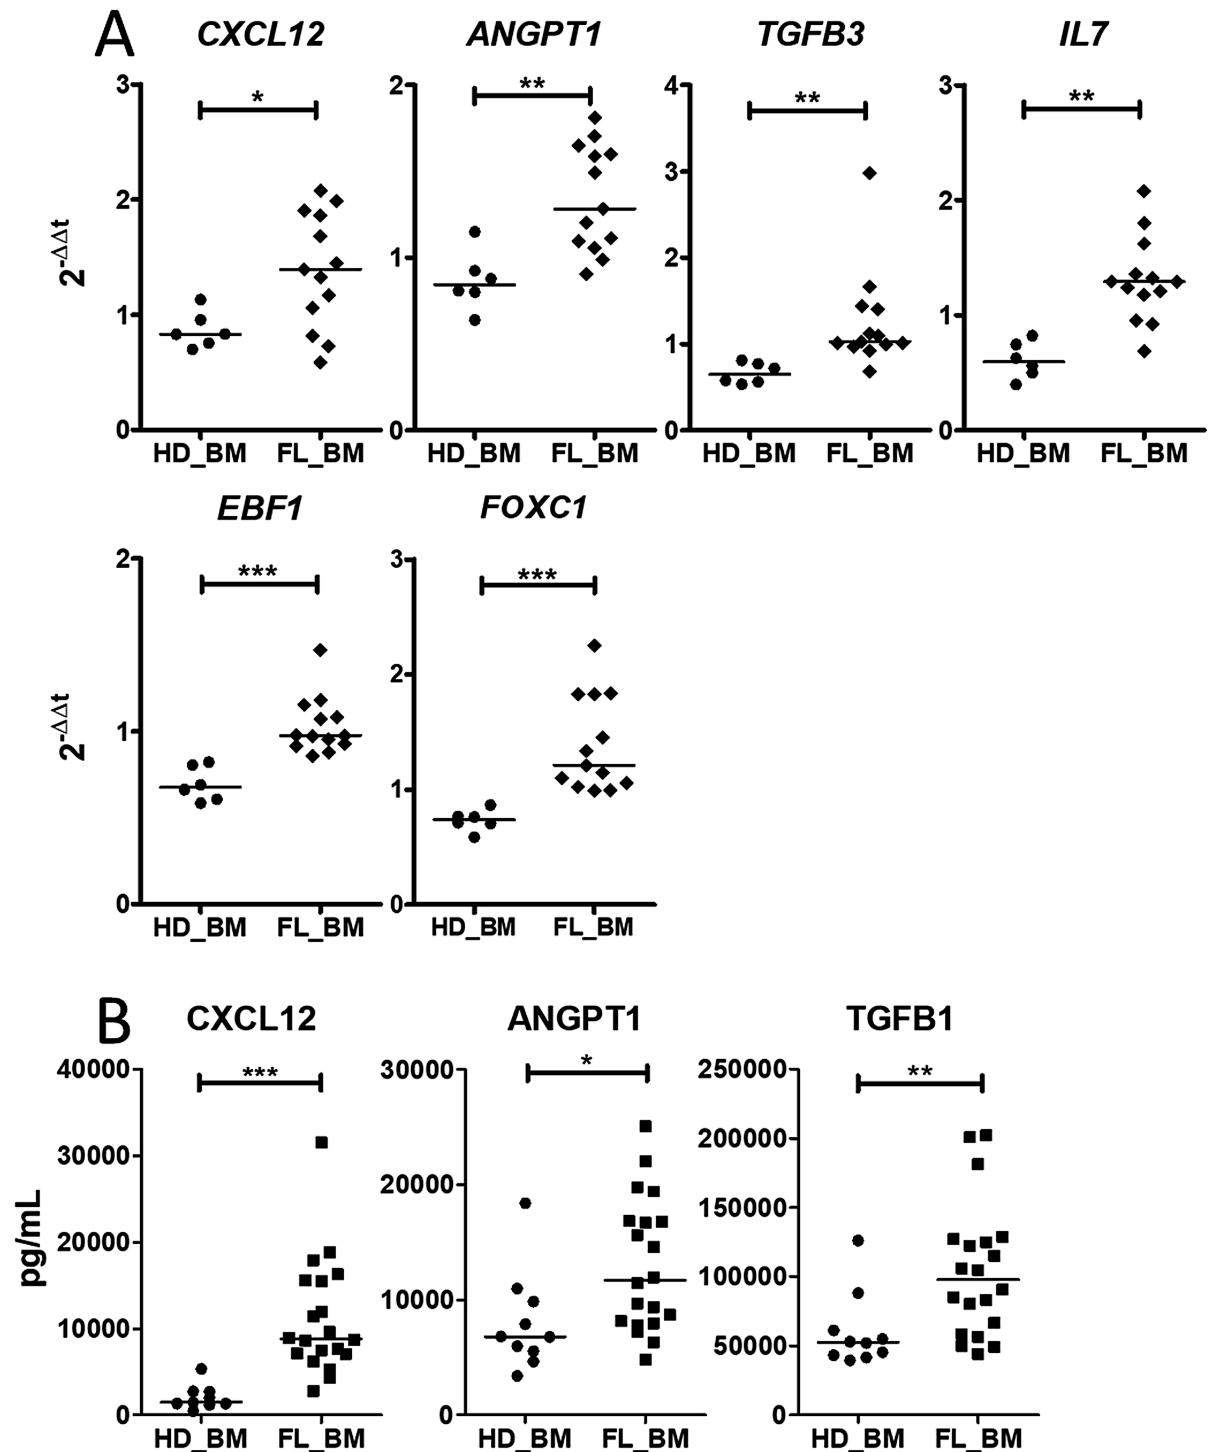 A
CXCL12 ANGPT1 TGFB3 IL7
3 2 4 3
* ** ** **
3
2 2
2
1
1 1
1
0 0 0 0
2^-ΔΔt
HD_BM FL_BM HD_BM FL_BM HD_BM FL_BM HD_BM FL_BM
EBF1 FOXC1
2 3
*** ***
2
1
1
0 0
2^-ΔΔt
HD_BM FL_BM HD_BM FL_BM
B
CXCL12 ANGPT1 TGFB1
40000 30000 250000
*** * **
200000
30000
20000
150000
20000
100000
10000
10000
50000
0 0 0
pg/mL
HD_BM FL_BM HD_BM FL_BM HD_BM FL_BM